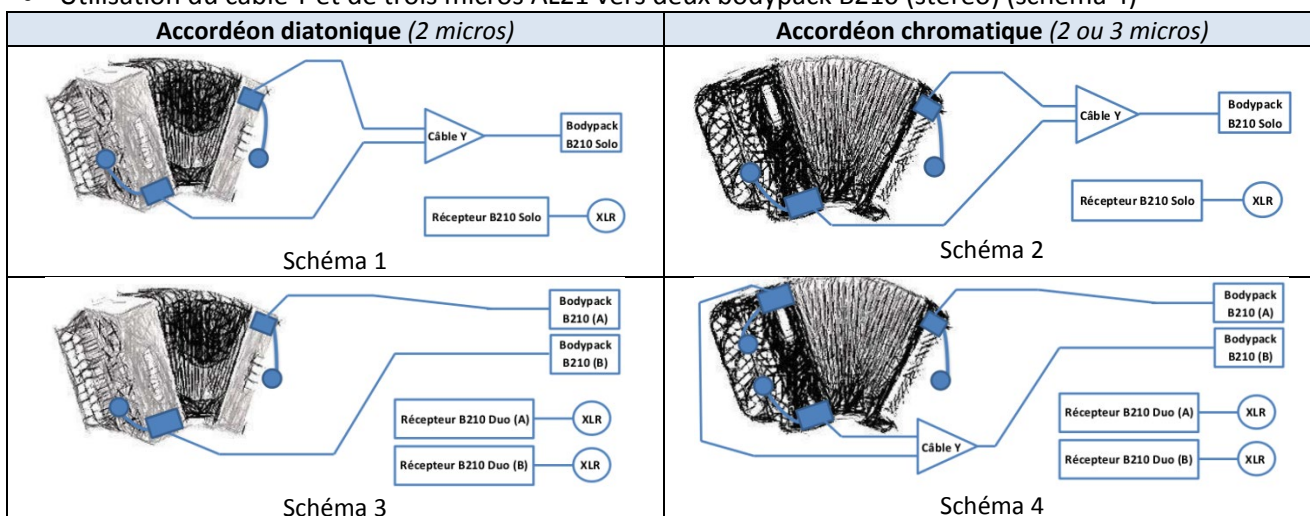 • Utilisation du câble Y et de trois micros AL21 vers deux bodypack B210 (stéréo) (schéma 4)
Accordéon diatonique (2 micros)
Accordéon chromatique (2 ou 3 micros)
Câble Y
Bodypack
B210 Solo
Récepteur B210 Solo
XLR
Schéma 1
Câble Y
Bodypack
B210 Solo
Récepteur B210 Solo
XLR
Schéma 2
Bodypack
B210 (A)
Bodypack
B210 (B)
Récepteur B210 Duo (A)
XLR
Récepteur B210 Duo (B)
XLR
Schéma 3
Bodypack
B210 (A)
Bodypack
B210 (B)
Récepteur B210 Duo (A)
XLR
Câble Y
Récepteur B210 Duo (B)
XLR
Schéma 4